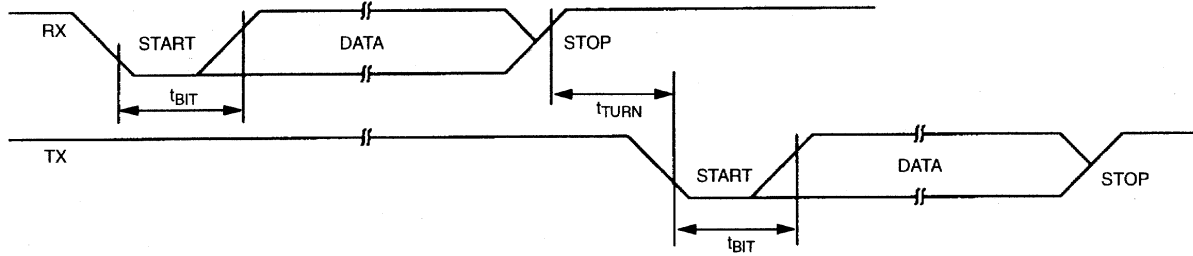 RX
START
DATA
STOP
tBIT
tTURN
TX
START
DATA
STOP
tBIT